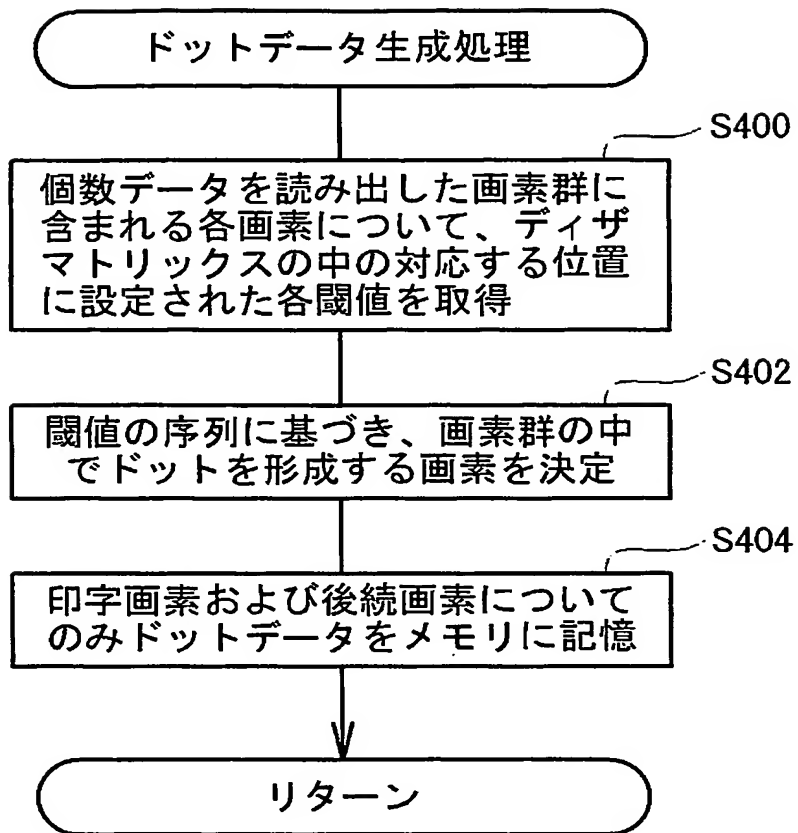 ドットデータ生成処理
S400
個数データを読み出した画素群に
含まれる各画素について、ディザ
マトリックスの中の対応する位置
に設定された各閾値を取得
S402
閾値の序列に基づき、画素群の中
でドットを形成する画素を決定
S404
印字画素および後続画素について
のみドットデータをメモリに記憶
リターン